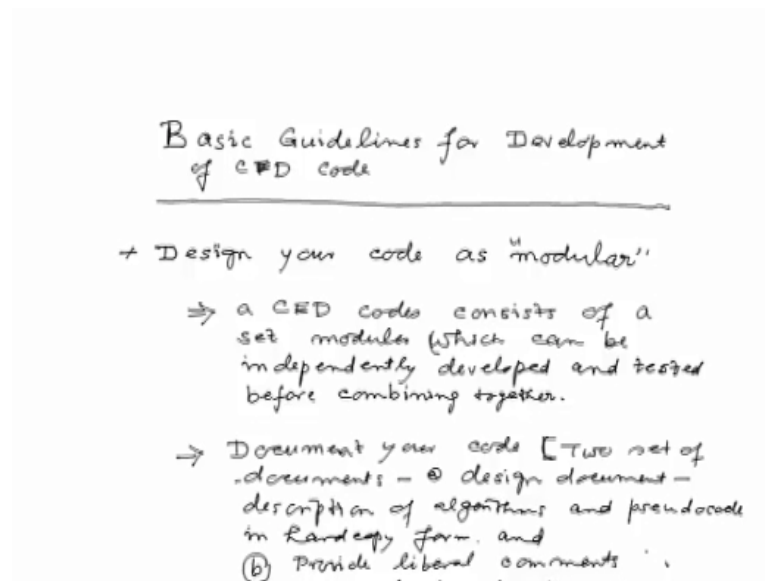 Basic Guidelines for Development
of CFD code
+ Design your code as "modular"
⇒ a CFD codes consists of a
set modules which can be
independently developed and tested
before combining together.
⇒ Document your code [Two set of
documents - ⓐ design document -
description of algorithms and pseudocode
in hardcopy form and
ⓑ Provide liberal comments